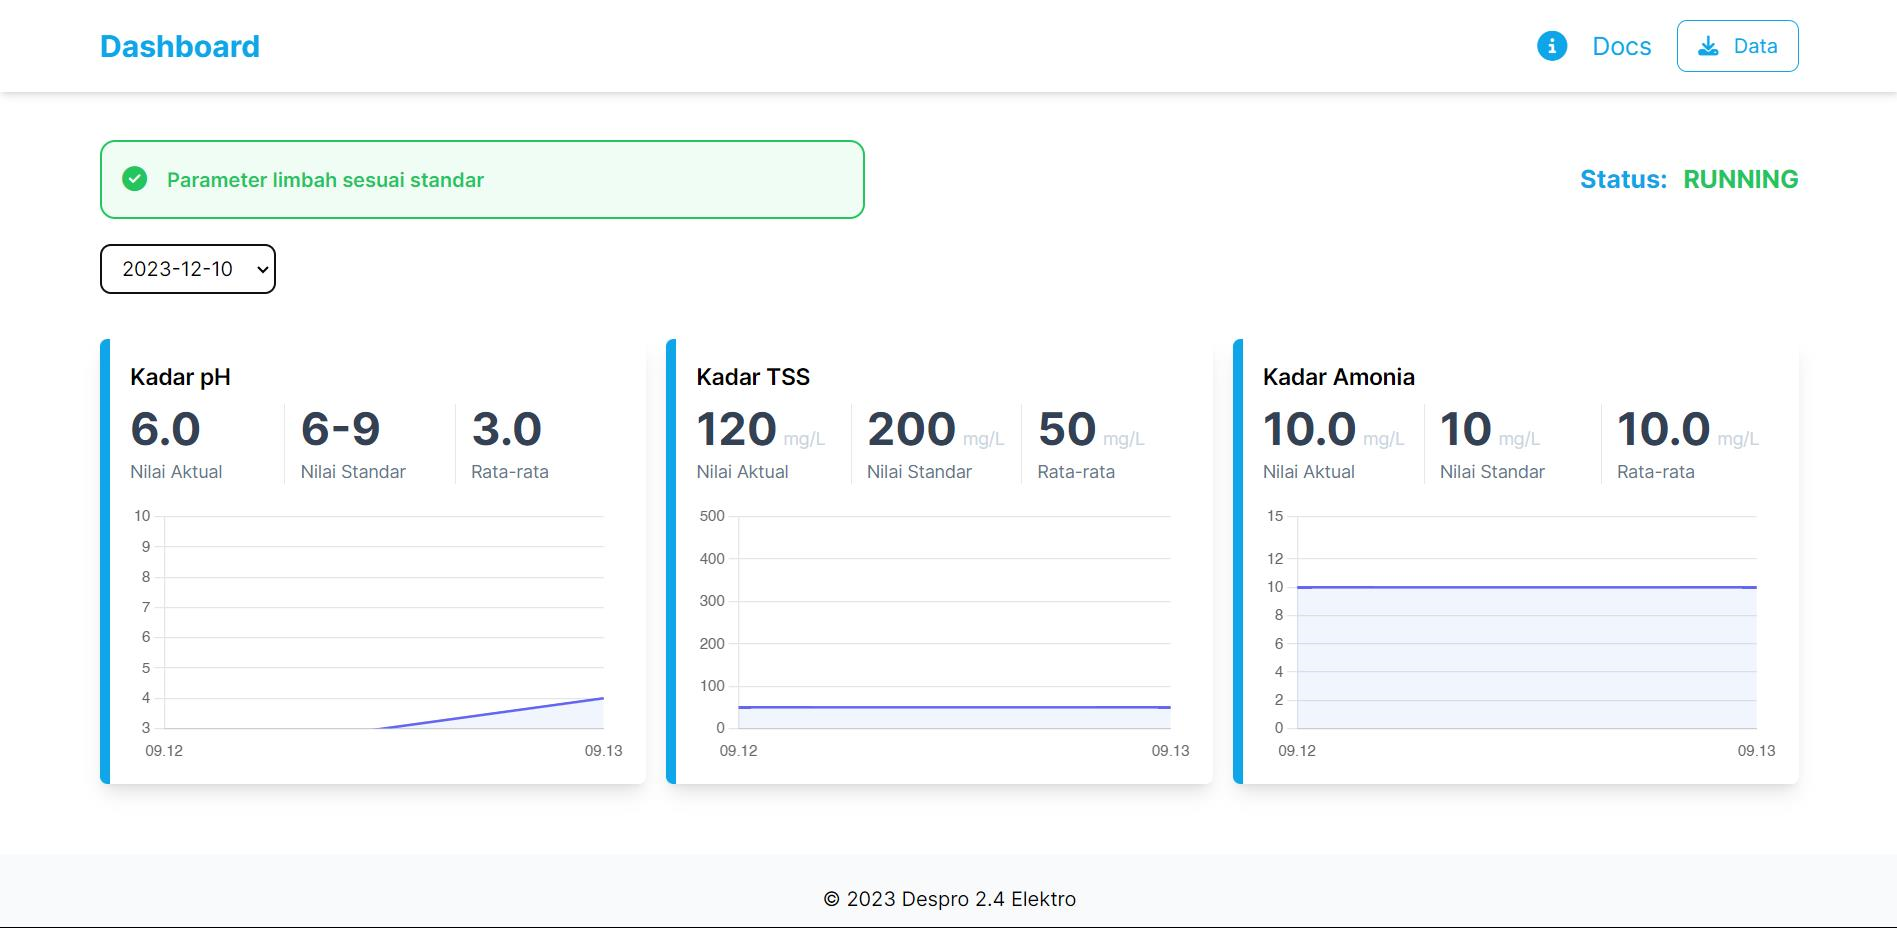 Dashboard
Docs
Data
Parameter limbah sesuai standar
Status: RUNNING
2023-12-10
Kadar pH
6.0
Nilai Aktual
6-9
Nilai Standar
3.0
Rata-rata
10
9
8
7
6
5
4
3
09.12
09.13
Kadar TSS
120 mg/L
Nilai Aktual
200 mg/L
Nilai Standar
50 mg/L
Rata-rata
500
400
300
200
100
0
09.12
09.13
Kadar Amonia
10.0 mg/L
Nilai Aktual
10 mg/L
Nilai Standar
10.0 mg/L
Rata-rata
15
12
10
8
6
4
2
0
09.12
09.13
© 2023 Despro 2.4 Elektro